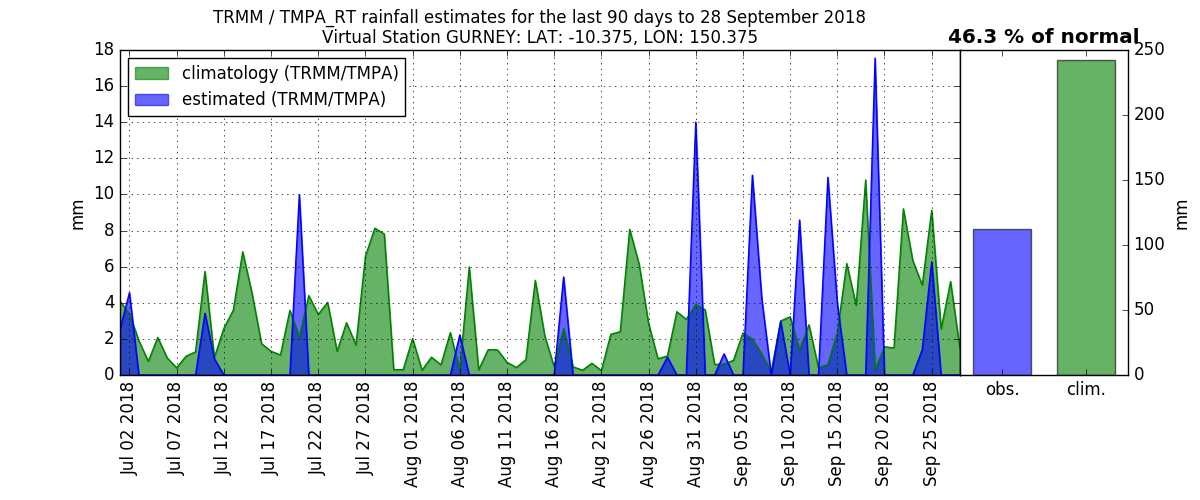 TRMM / TMPA_RT rainfall estimates for the last 90 days to 28 September 2018
Virtual Station GURNEY: LAT: -10.375, LON: 150.375
46.3 % of normal
climatology (TRMM/TMPA)
estimated (TRMM/TMPA)
mm
18
16
14
12
10
8
6
4
2
0
Jul 02 2018
Jul 07 2018
Jul 12 2018
Jul 17 2018
Jul 22 2018
Jul 27 2018
Aug 01 2018
Aug 06 2018
Aug 11 2018
Aug 16 2018
Aug 21 2018
Aug 26 2018
Aug 31 2018
Sep 05 2018
Sep 10 2018
Sep 15 2018
Sep 20 2018
Sep 25 2018
obs.
clim.
250
200
150
100
50
0
mm